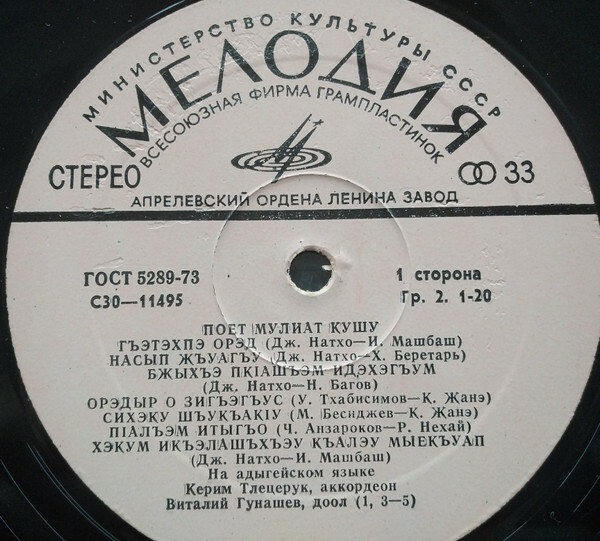 МИНИСТЕРСТВО КУЛЬТУРЫ СССР
МЕЛОДИЯ
ВСЕСОЮЗНАЯ ФИРМА ГРАМПЛАСТИНОК
СТЕРЕО
33
АПРЕЛЕВСКИЙ ОРДЕНА ЛЕНИНА ЗАВОД
ГОСТ 5289-73
1 сторона
С30—11495
Гр. 2. 1-20
ПОЕТ МУЛИАТ КУШУ
ГЪЭТЭХПЭ ОРЭД (Дж. Натхо—И. Машбаш)
НАСЫП ЖЪУАГЪУ (Дж. Натхо—Х. Беретарь)
БЖЫХЪЭ ПКIАШЪЭМ ИДЭХЭГЪУМ
(Дж. Натхо—Н. Багов)
ОРЭДЫР О ЗИГЪЭГЪУС (У. Тхабисимов—К. Жанэ)
СИХЭКУ ШЪУКЪАКIУ (М. Бесиджев—К. Жанэ)
ПIАЛЪЭМ ИТЫГЪО (Ч. Анзароков—Р. Нехай)
ХЭКУМ ИКЪЭЛАШЪХЪЭУ КЪАЛЭУ МЫЕКЪУАП
(Дж. Натхо—И. Машбаш)
На адыгейском языке
Керим Тлецерук, аккордеон
Виталий Гунашев, доол (1, 3—5)